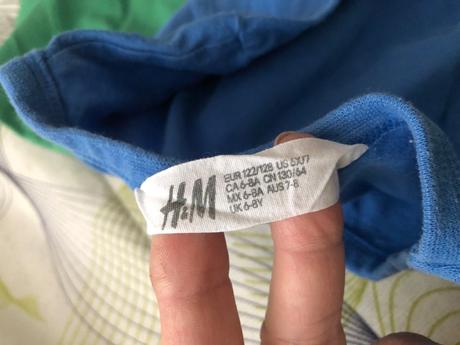 H&M
EUR 122/128 US 6X/7
CA 6-8A CN 130/64
MX 6-8A AUS 7-8
UK 6-8Y